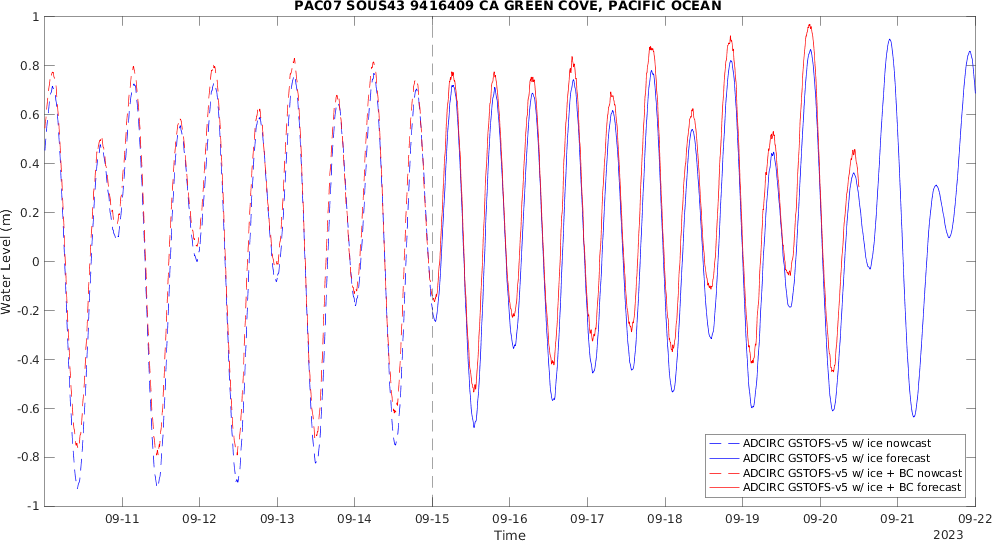 PAC07 SOUS43 9416409 CA GREEN COVE, PACIFIC OCEAN
1
0.8
0.6
0.4
0.2
0
-0.2
-0.4
-0.6
-0.8
-1
Water Level (m)
ADCIRC GSTOFS-v5 w/ ice nowcast
ADCIRC GSTOFS-v5 w/ ice forecast
ADCIRC GSTOFS-v5 w/ ice + BC nowcast
ADCIRC GSTOFS-v5 w/ ice + BC forecast
09-11 09-12 09-13 09-14 09-15 09-16 09-17 09-18 09-19 09-20 09-21 09-22
Time
2023